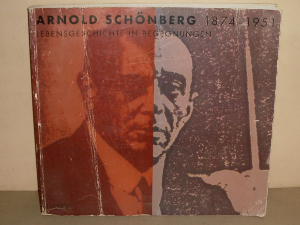 ARNOLD SCHÖNBERG 1874-1951
LEBENSGESCHICHTE IN BEGEGNUNGEN